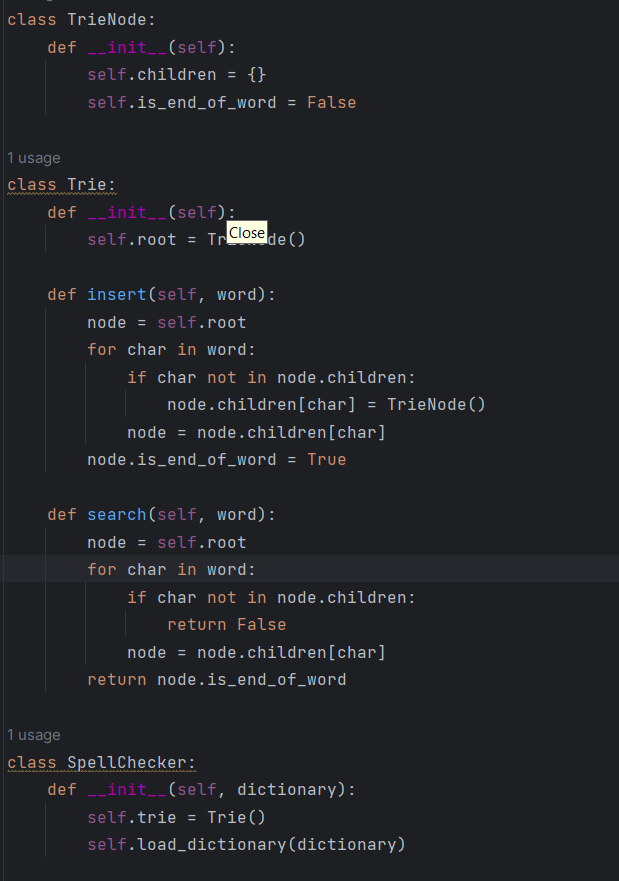 class TrieNode:
    def __init__(self):
        self.children = {}
        self.is_end_of_word = False

1 usage
class Trie:
    def __init__(self):
        self.root = TrieNode()
Close

    def insert(self, word):
        node = self.root
        for char in word:
            if char not in node.children:
                node.children[char] = TrieNode()
            node = node.children[char]
        node.is_end_of_word = True

    def search(self, word):
        node = self.root
        for char in word:
            if char not in node.children:
                return False
            node = node.children[char]
        return node.is_end_of_word

1 usage
class SpellChecker:
    def __init__(self, dictionary):
        self.trie = Trie()
        self.load_dictionary(dictionary)